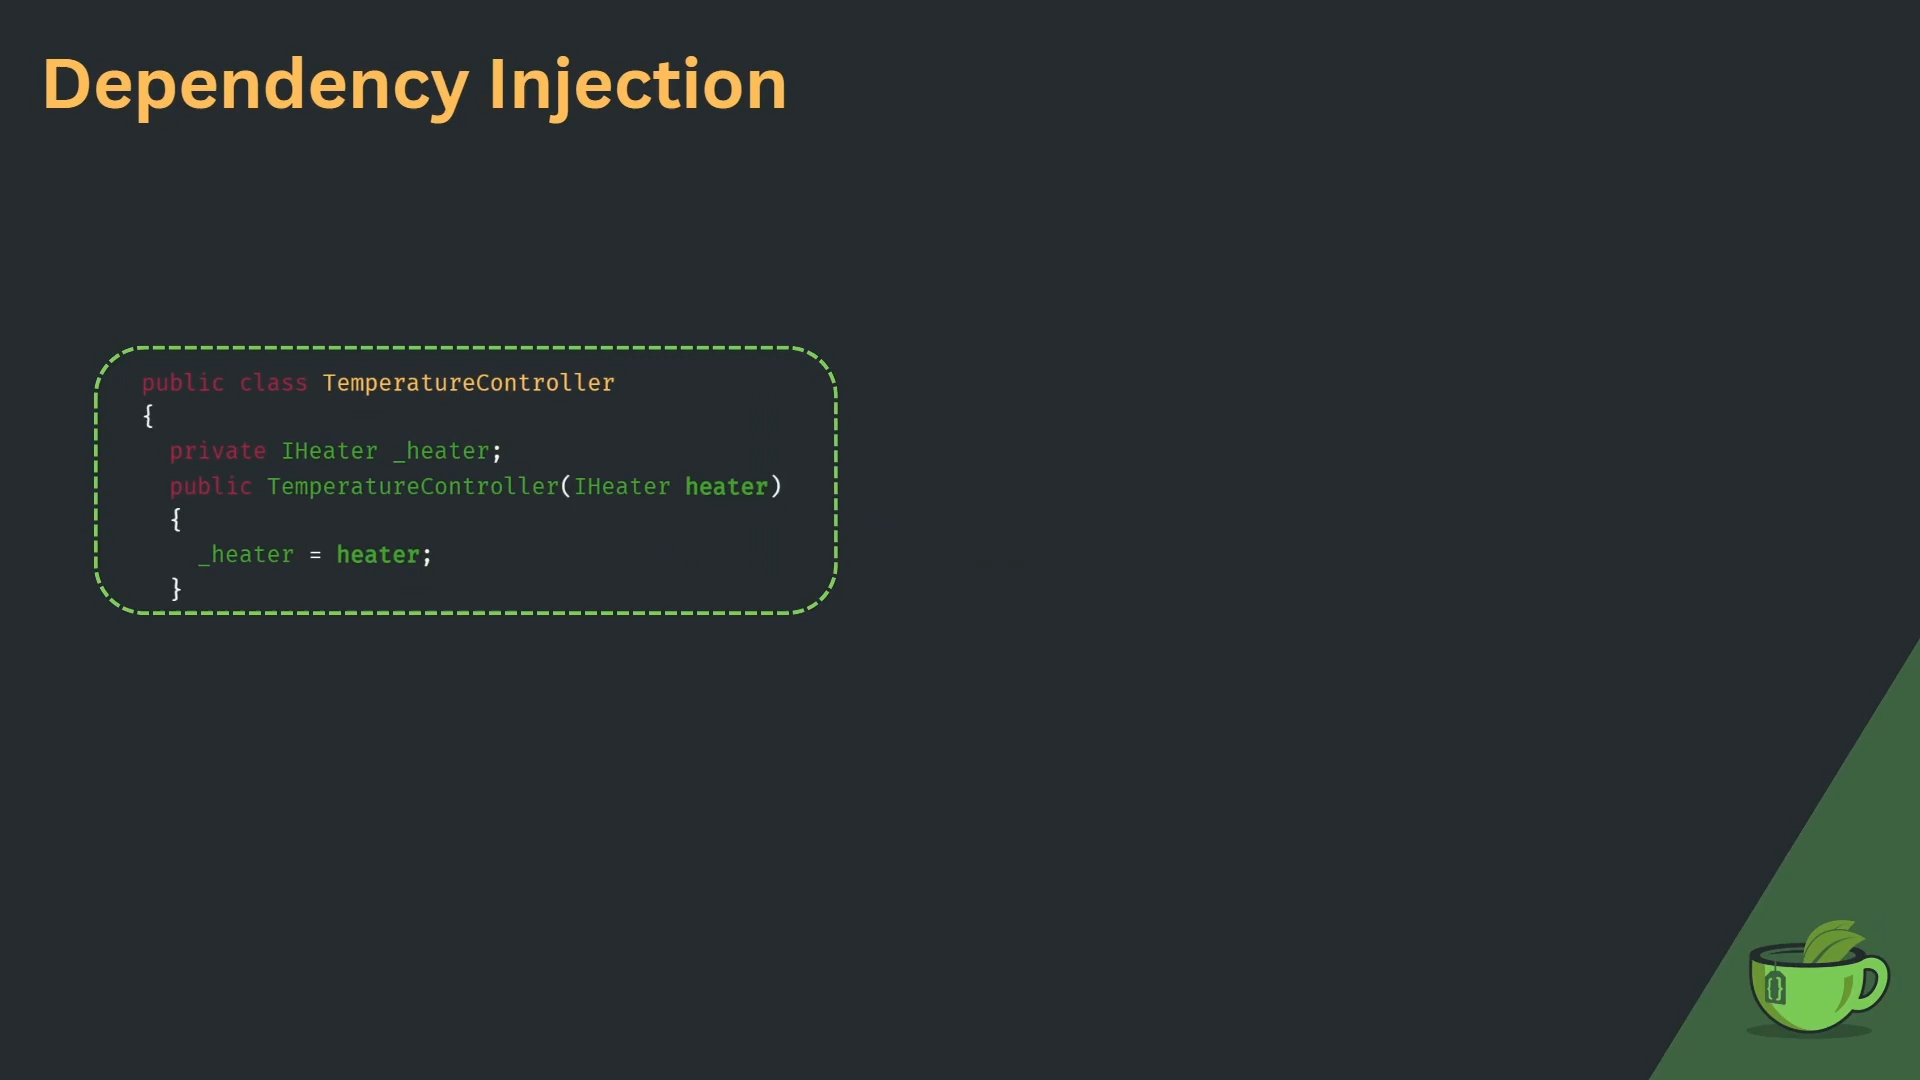 Dependency Injection
public class TemperatureController
{
private IHeater _heater;
public TemperatureController(IHeater heater)
{
_heater = heater;
}
{}